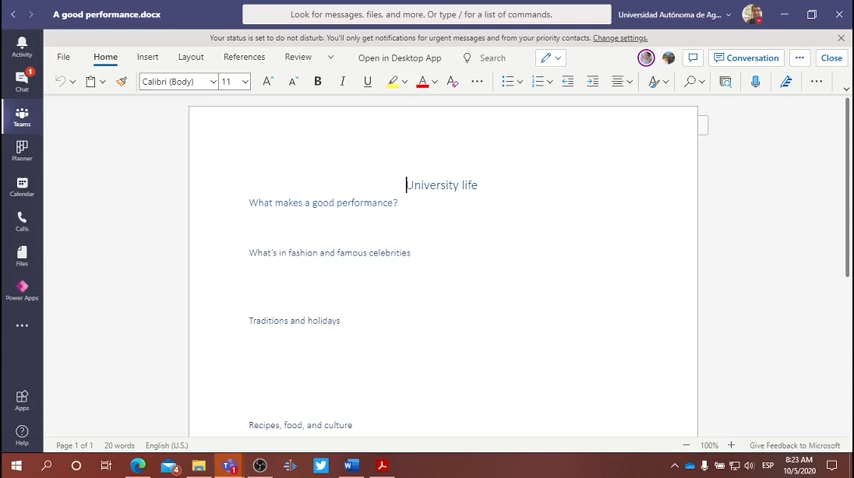 A good performance.docx
Look for messages, files, and more. Or type / for a list of commands.
Universidad Autónoma de Ag...
Your status is set to do not disturb. You'll only get notifications for urgent messages and from your priority contacts. Change settings.
File Home Insert Layout References Review Open in Desktop App Search Conversation Close
Calibri (Body) 11 B I U A
Activity
Chat 1
Teams
Planner
Calendar
Calls
Files
Power Apps
Apps
Help
University life
What makes a good performance?
What's in fashion and famous celebrities
Traditions and holidays
Recipes, food, and culture
Page 1 of 1 20 words English (U.S.) 100% Give Feedback to Microsoft
ESP
8:23 AM
10/5/2020